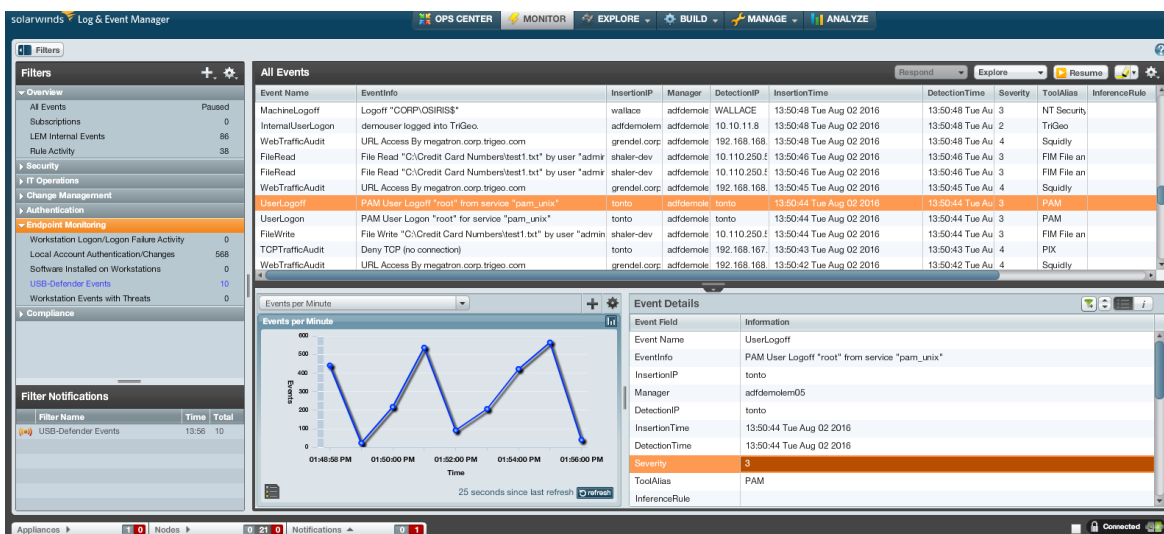 solarwinds Log & Event Manager
OPS CENTER MONITOR EXPLORE BUILD MANAGE ANALYZE
Filters
Filters
Overview
All Events Paused
Subscriptions 0
LEM Internal Events 86
Rule Activity 38
Security
IT Operations
Change Management
Authentication
Endpoint Monitoring
Workstation Logon/Logon Failure Activity 0
Local Account Authentication/Changes 568
Software Installed on Workstations 0
USB-Defender Events 10
Workstation Events with Threats 0
Compliance
Filter Notifications
Filter Name Time Total
USB-Defender Events 13:56 10
All Events Respond Explore Resume
Event Name EventInfo InsertionIP Manager DetectionIP InsertionTime DetectionTime Severity ToolAlias InferenceRule
MachineLogoff Logoff "CORP\OSIRIS$" wallace adfdemole WALLACE 13:50:48 Tue Aug 02 2016 13:50:48 Tue Au 3 NT Security
InternalUserLogon demouser logged into TriGeo. adfdemolem adfdemole 10.10.11.8 13:50:48 Tue Aug 02 2016 13:50:48 Tue Au 2 TriGeo
WebTrafficAudit URL Access By megatron.corp.trigeo.com grendel.corp adfdemole 192.168.168. 13:50:48 Tue Aug 02 2016 13:50:48 Tue Au 4 Squidly
FileRead File Read "C:\Credit Card Numbers\test1.txt" by user "admir shaler-dev adfdemole 10.110.250.5 13:50:46 Tue Aug 02 2016 13:50:46 Tue Au 3 FIM File an
FileRead File Read "C:\Credit Card Numbers\test1.txt" by user "admir shaler-dev adfdemole 10.110.250.5 13:50:46 Tue Aug 02 2016 13:50:46 Tue Au 3 FIM File an
WebTrafficAudit URL Access By megatron.corp.trigeo.com grendel.corp adfdemole 192.168.168. 13:50:45 Tue Aug 02 2016 13:50:45 Tue Au 4 Squidly
UserLogoff PAM User Logoff "root" from service "pam_unix" tonto adfdemole tonto 13:50:44 Tue Aug 02 2016 13:50:44 Tue Au 3 PAM
UserLogon PAM User Logon "root" for service "pam_unix" tonto adfdemole tonto 13:50:44 Tue Aug 02 2016 13:50:44 Tue Au 3 PAM
FileWrite File Write "C:\Credit Card Numbers\test1.txt" by user "admin shaler-dev adfdemole 10.110.250.5 13:50:43 Tue Aug 02 2016 13:50:43 Tue Au 3 FIM File an
TCPTrafficAudit Deny TCP (no connection) tonto adfdemole 192.168.167. 13:50:43 Tue Aug 02 2016 13:50:43 Tue Au 4 PIX
WebTrafficAudit URL Access By megatron.corp.trigeo.com grendel.corp adfdemole 192.168.168. 13:50:42 Tue Aug 02 2016 13:50:42 Tue Au 4 Squidly
Events per Minute
Events per Minute
600
500
400
300
200
100
0
Events
01:48:58 PM 01:50:00 PM 01:52:00 PM 01:54:00 PM 01:56:00 PM
Time
25 seconds since last refresh refresh
Event Details
Event Field Information
Event Name UserLogoff
EventInfo PAM User Logoff "root" from service "pam_unix"
InsertionIP tonto
Manager adfdemolem05
DetectionIP tonto
InsertionTime 13:50:44 Tue Aug 02 2016
DetectionTime 13:50:44 Tue Aug 02 2016
Severity 3
ToolAlias PAM
InferenceRule
Appliances 1 0 Nodes 0 21 0 Notifications 0 1 Connected